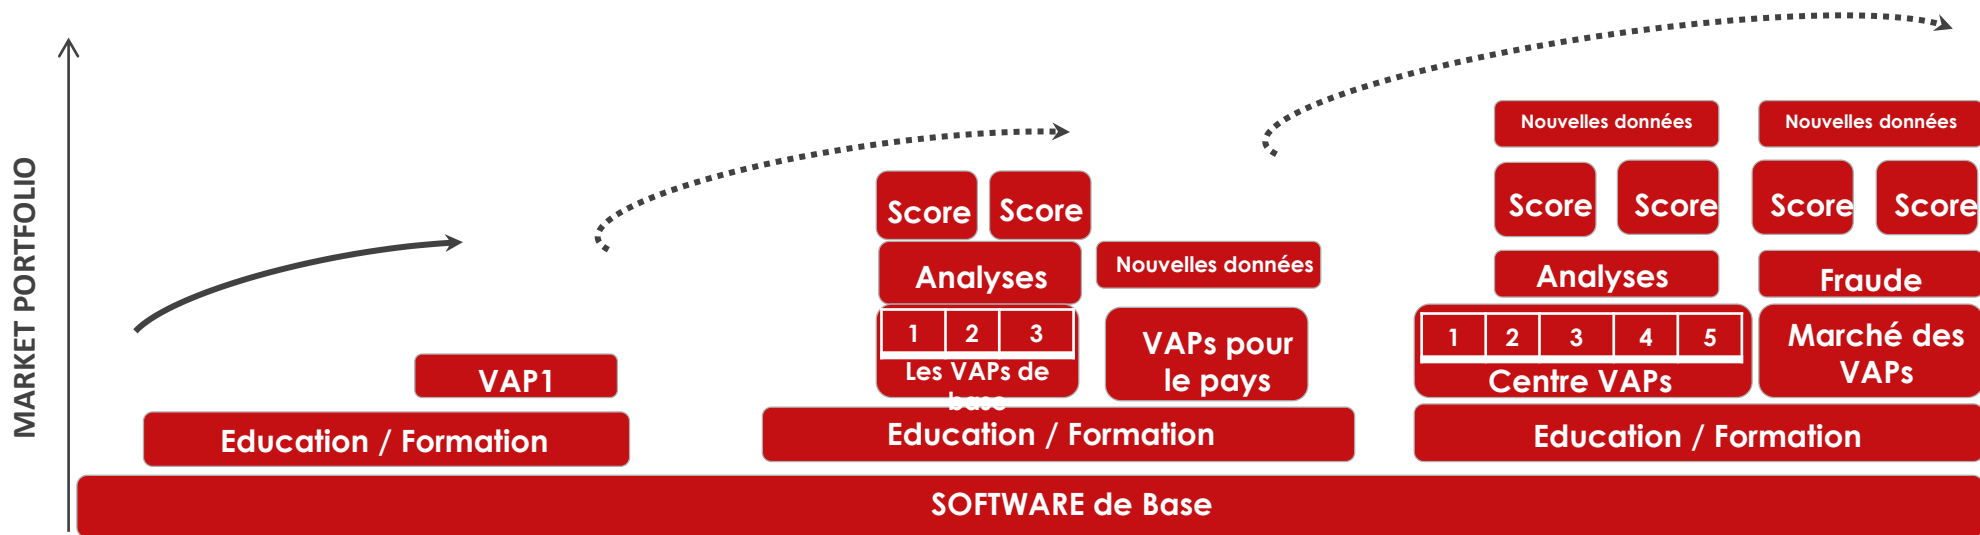 MARKET PORTFOLIO
VAP1
Education / Formation
Score
Score
Analyses
1
2
3
Les VAPs de
base
Nouvelles données
VAPs pour
le pays
Education / Formation
Nouvelles données
Nouvelles données
Score
Score
Score
Score
Analyses
Fraude
1
2
3
4
5
Centre VAPs
Marché des
VAPs
Education / Formation
SOFTWARE de Base